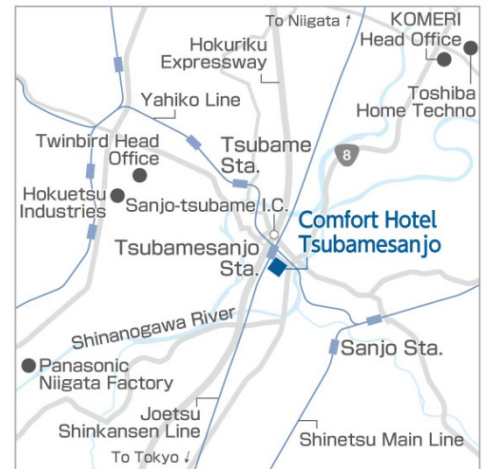 To Niigata ↑
KOMERI
Head Office
Hokuriku
Expressway
Toshiba
Home Techno
Yahiko Line
8
Twinbird Head
Office
Tsubame
Sta.
Hokuetsu
Industries
Sanjo-tsubame I.C.
Comfort Hotel
Tsubamesanjo
Tsubamesanjo
Sta.
Shinanogawa River
Sanjo Sta.
Panasonic
Niigata Factory
Joetsu
Shinkansen Line
Shinetsu Main Line
To Tokyo ↓